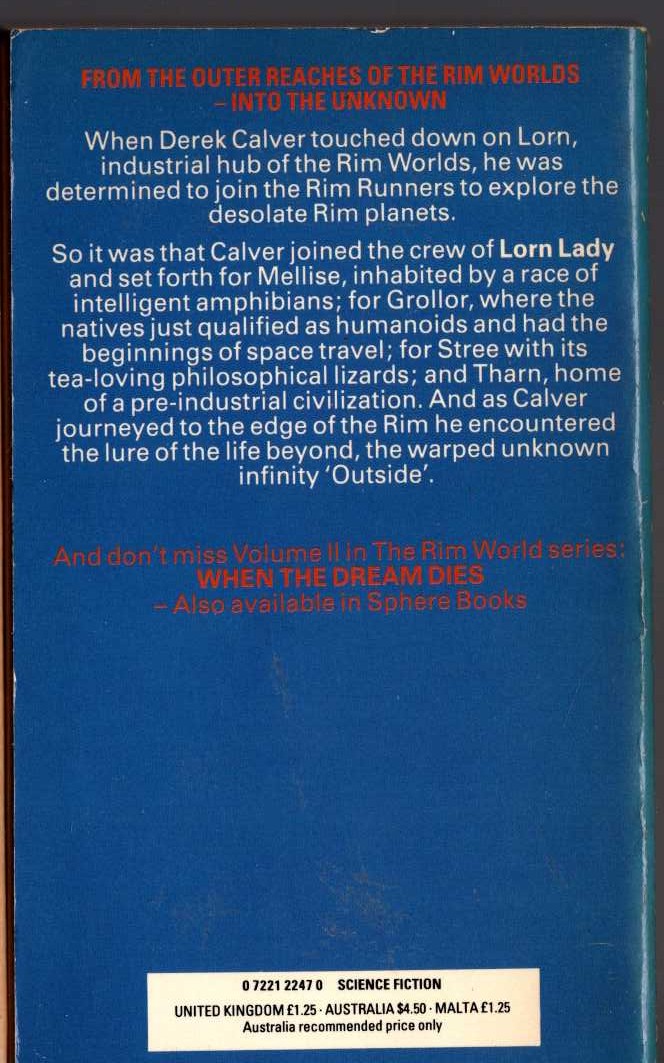 FROM THE OUTER REACHES OF THE RIM WORLDS
– INTO THE UNKNOWN
When Derek Calver touched down on Lorn,
industrial hub of the Rim Worlds, he was
determined to join the Rim Runners to explore the
desolate Rim planets.
So it was that Calver joined the crew of Lorn Lady
and set forth for Mellise, inhabited by a race of
intelligent amphibians; for Grollor, where the
natives just qualified as humanoids and had the
beginnings of space travel; for Stree with its
tea-loving philosophical lizards; and Tharn, home
of a pre-industrial civilization. And as Calver
journeyed to the edge of the Rim he encountered
the lure of the life beyond, the warped unknown
infinity ‘Outside’.
And don't miss Volume II in The Rim World series:
WHEN THE DREAM DIES
– Also available in Sphere Books
0 7221 2247 0 SCIENCE FICTION
UNITED KINGDOM £1.25 · AUSTRALIA $4.50 · MALTA £1.25
Australia recommended price only